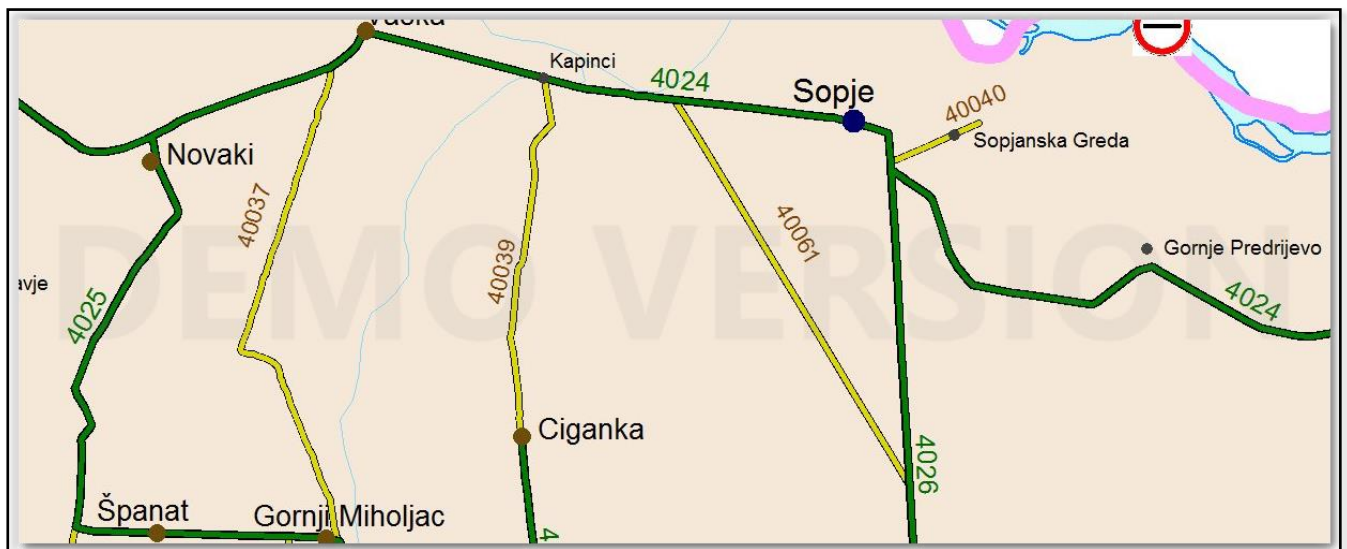 Kapinci
4024
Sopje
40040
Sopjanska Greda
Novaki
40037
40061
40039
Gornje Predrijevo
4024
4025
DEMO VERSION
Ciganka
4026
Španat
Gornji Miholjac
4